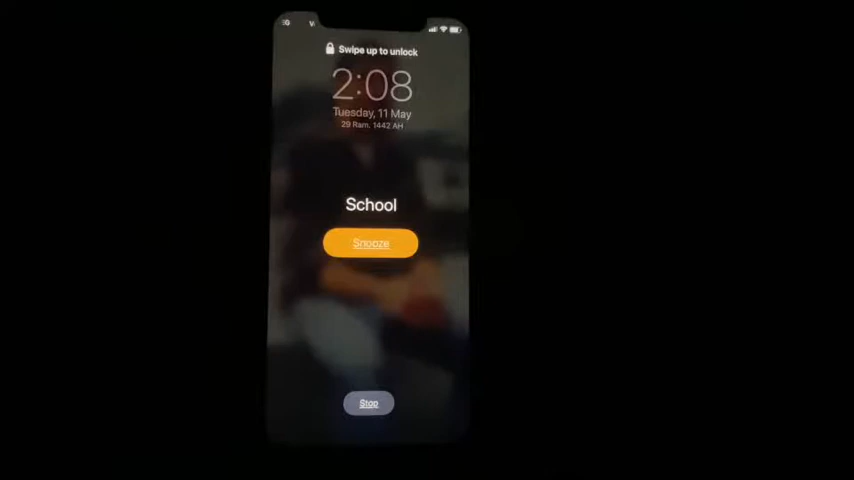 Swipe up to unlock
2:08
Tuesday, 11 May
29 Ram. 1442 AH
School
Snooze
Stop